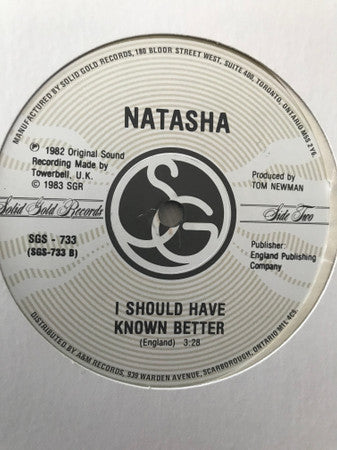 MANUFACTURED BY SOLID GOLD RECORDS, 180 BLOOR STREET WEST, SUITE 400, TORONTO, ONTARIO M5S 2V6.
NATASHA
℗ 1982 Original Sound
Recording Made by
Towerbell, U.K.
© 1983 SGR
Produced by
TOM NEWMAN
SGS
Solid Gold Records
Side Two
SGS - 733
(SGS-733 B)
Publisher:
England Publishing
Company
I SHOULD HAVE
KNOWN BETTER
(England) 3:28
DISTRIBUTED BY A&M RECORDS, 939 WARDEN AVENUE, SCARBOROUGH, ONTARIO M1L 4C5.